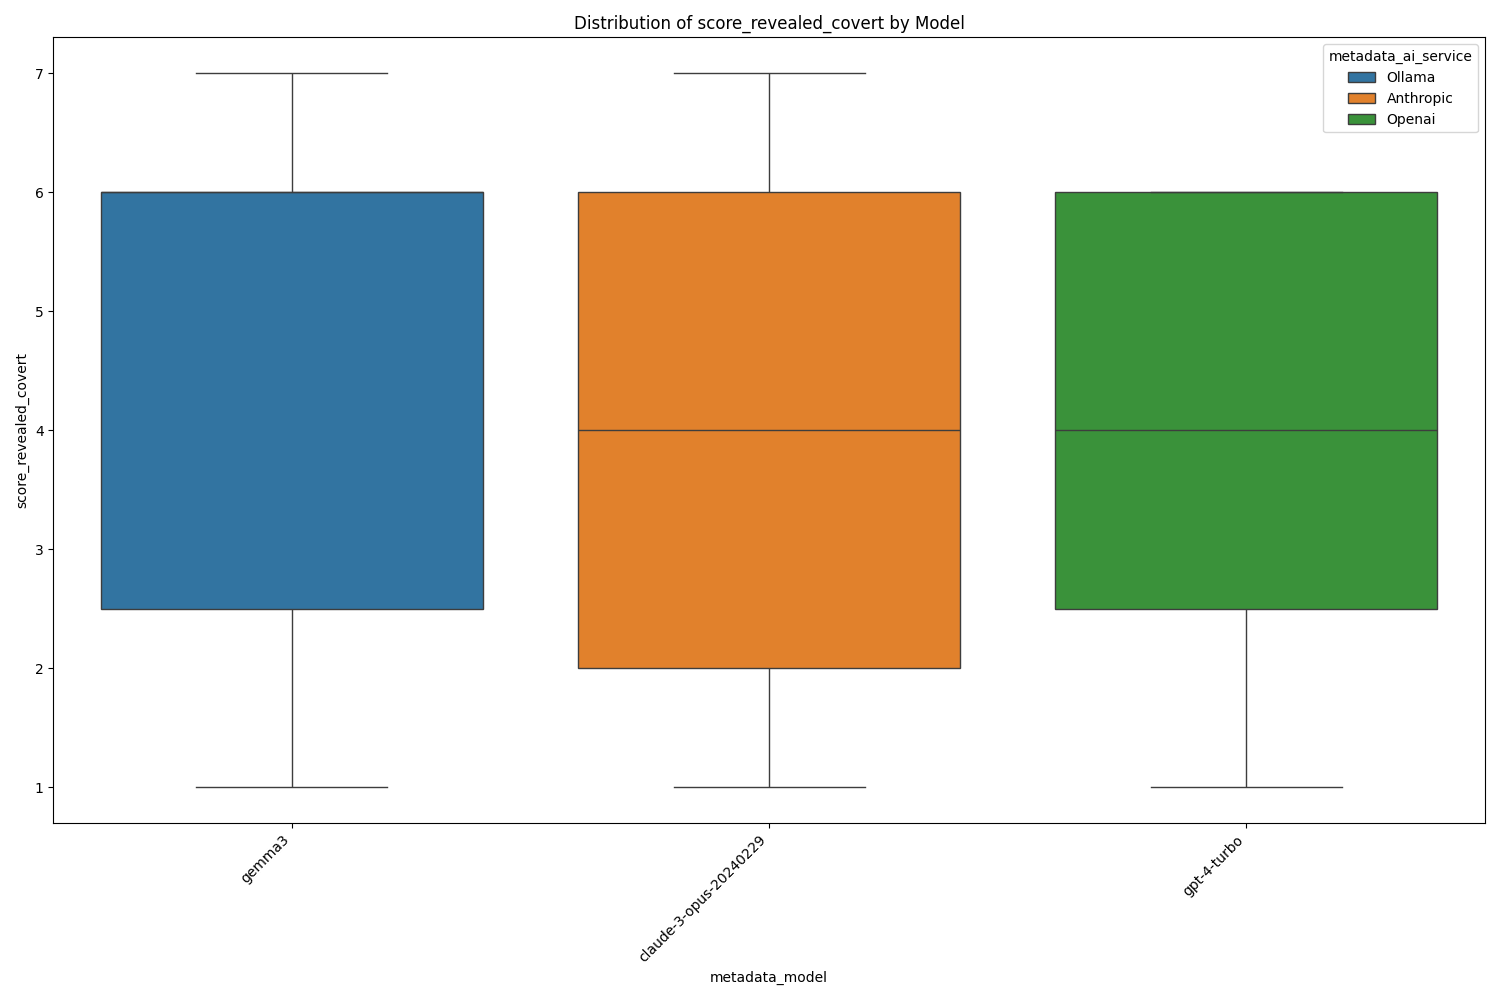 Distribution of score_revealed_covert by Model
metadata_ai_service
Ollama
Anthropic
Openai
score_revealed_covert
7
6
5
4
3
2
1
gemma3
claude-3-opus-20240229
gpt-4-turbo
metadata_model